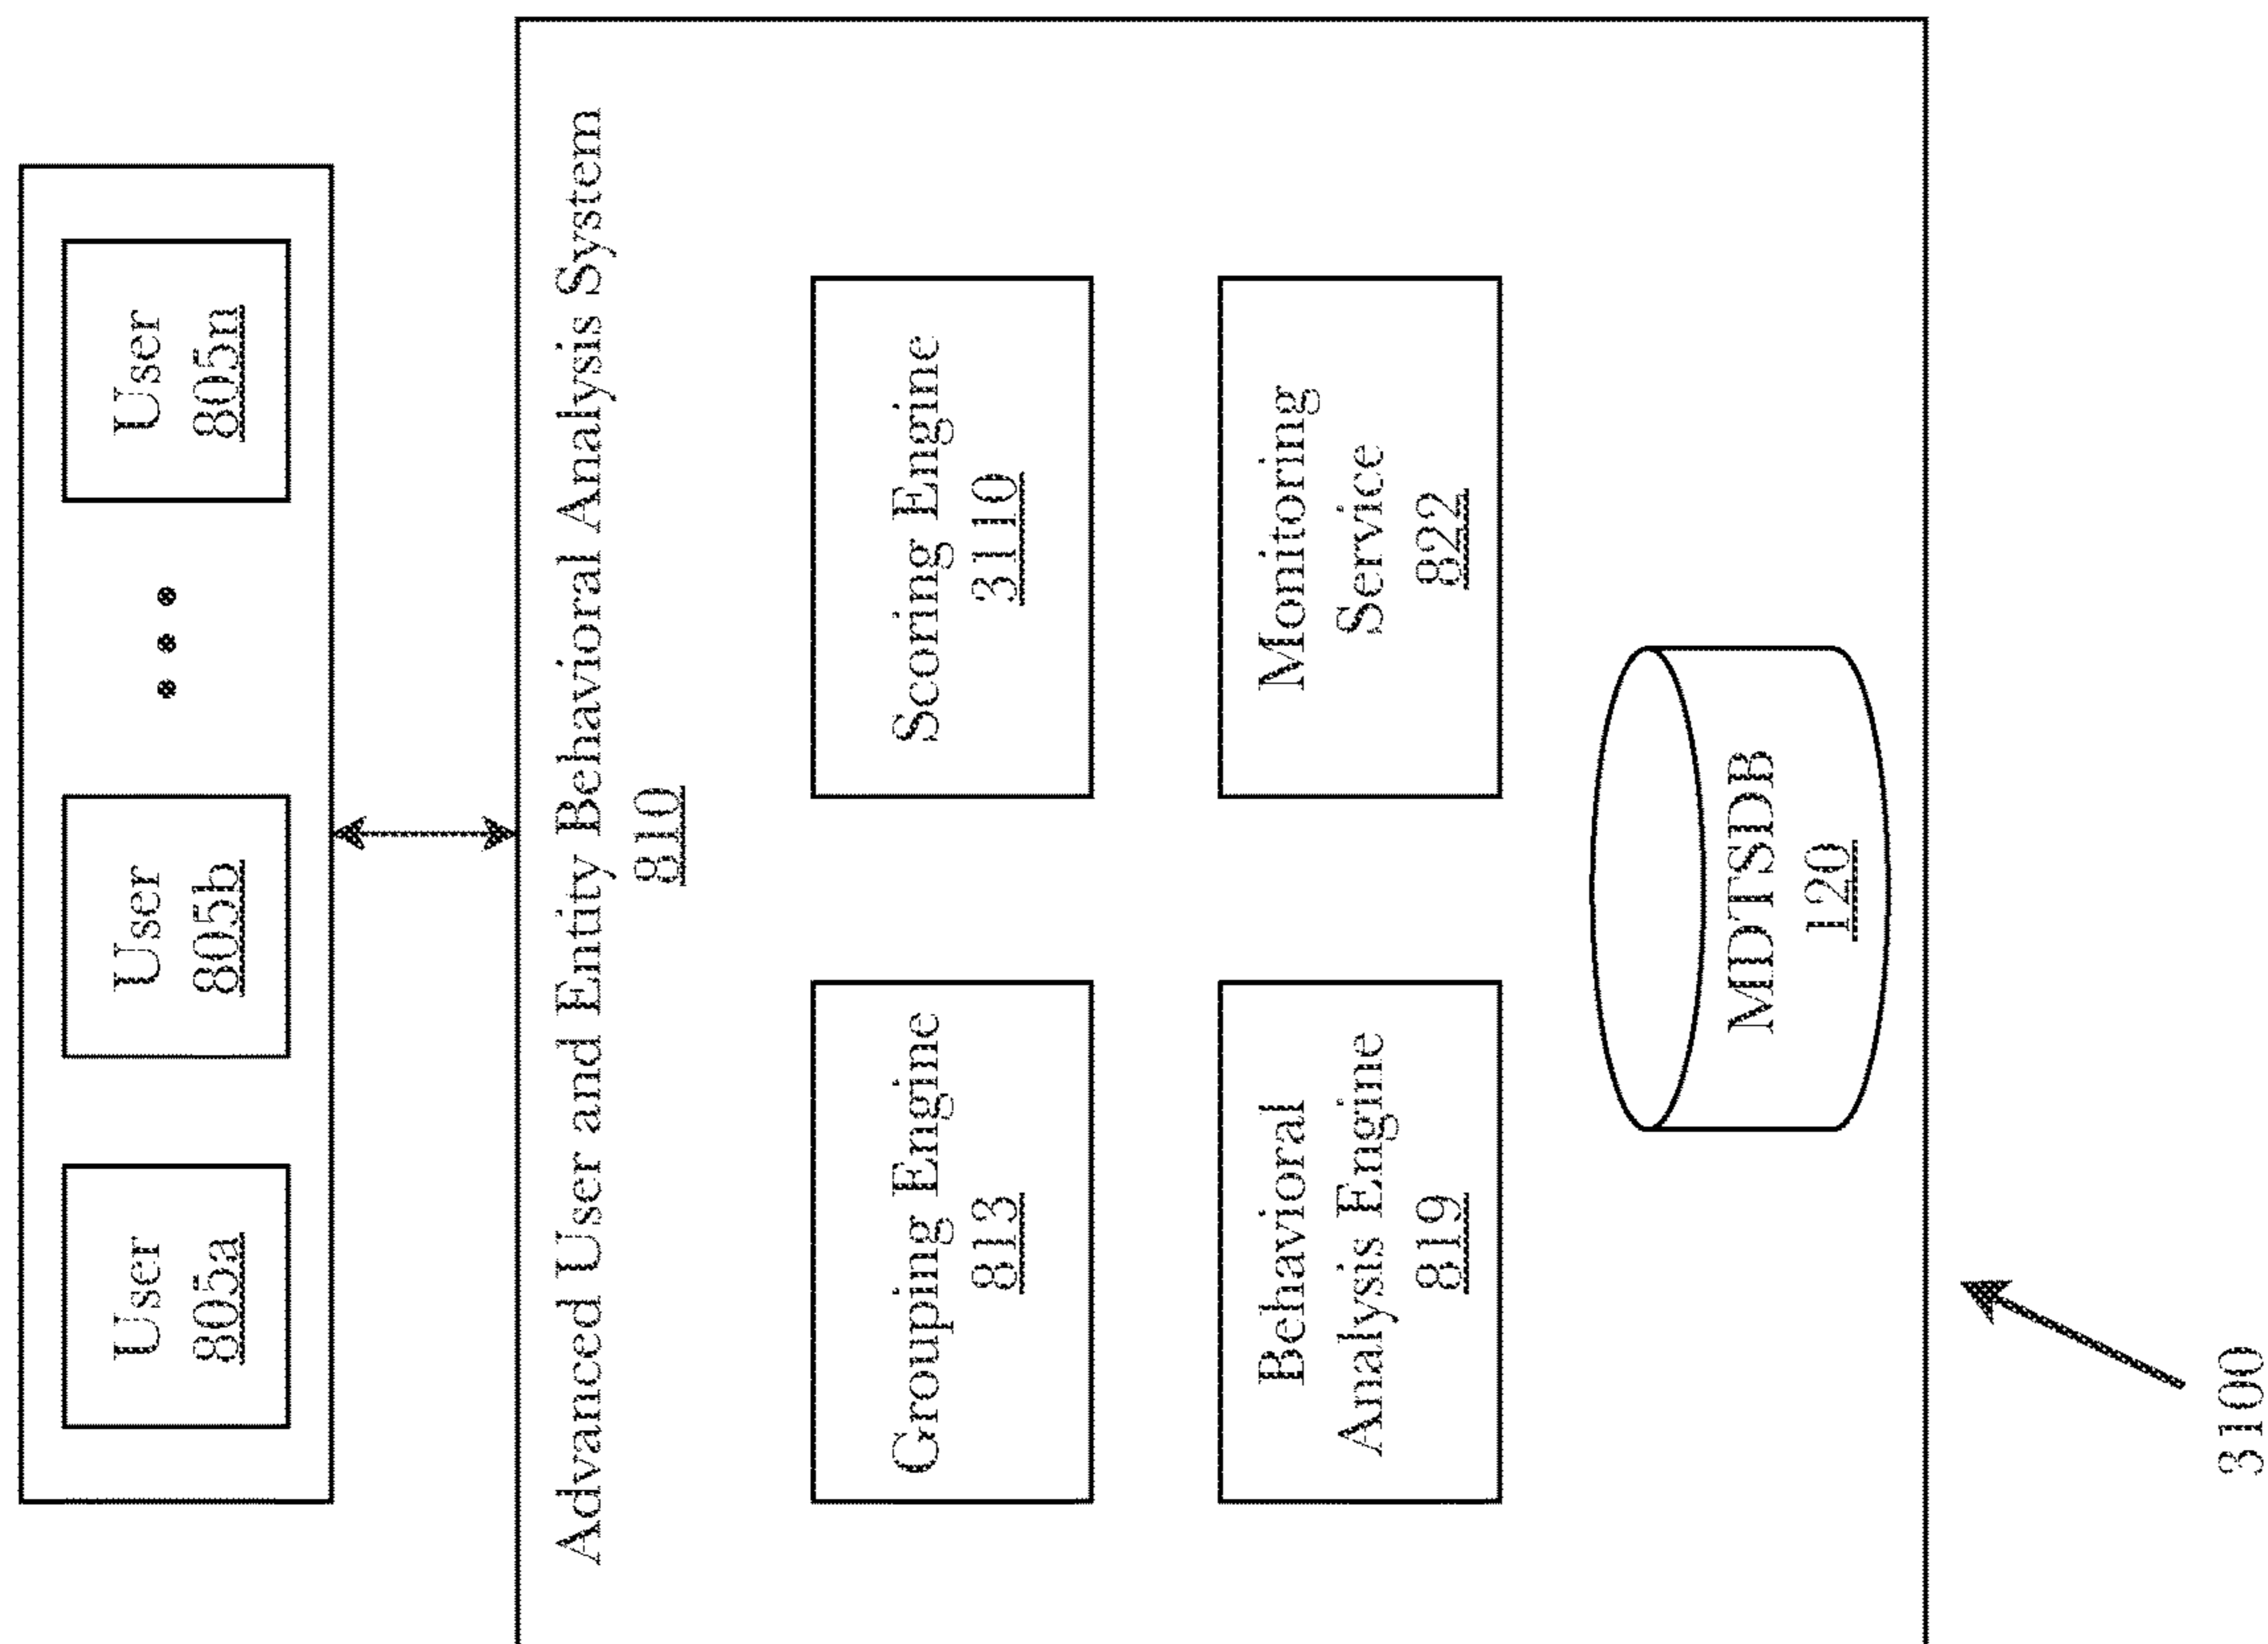 User
805a
User
805b
User
805n
Advanced User and Entity Behavioral Analysis System
810
Grouping Engine
813
Scoring Engine
3110
Behavioral
Analysis Engine
819
Monitoring
Service
822
MDTSDB
120
3100